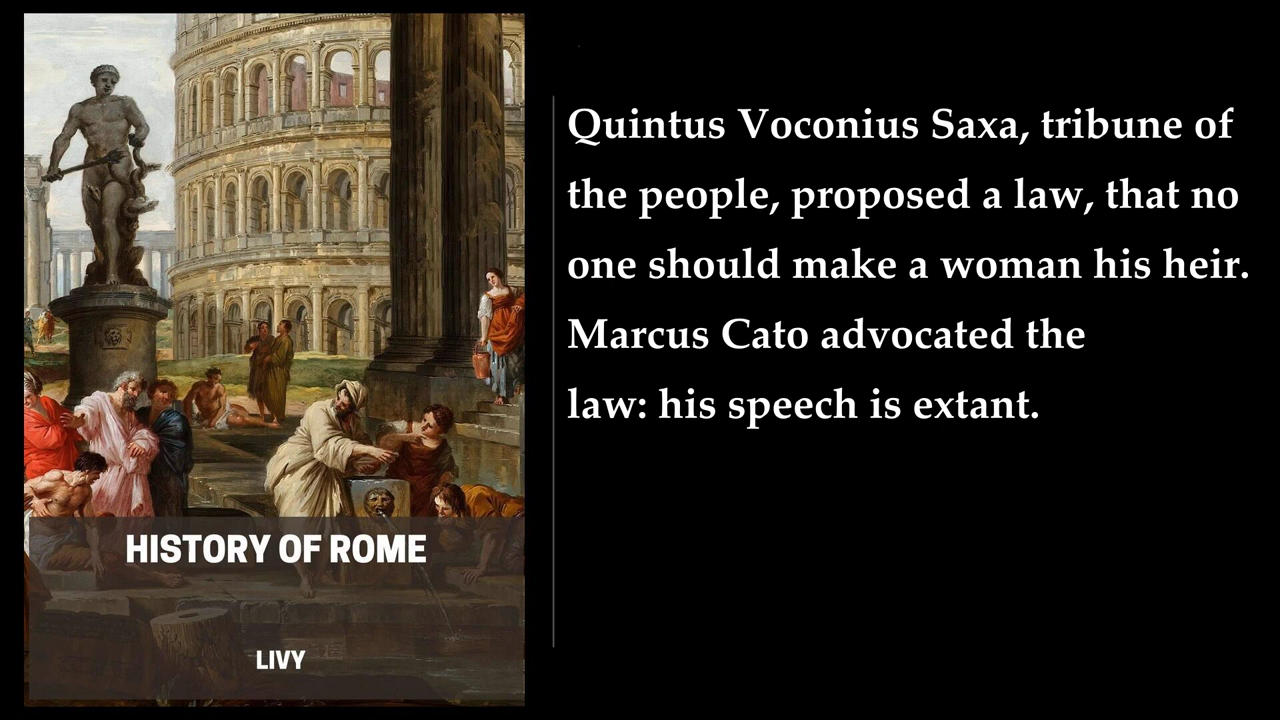 HISTORY OF ROME
LIVY
Quintus Voconius Saxa, tribune of
the people, proposed a law, that no
one should make a woman his heir.
Marcus Cato advocated the
law: his speech is extant.